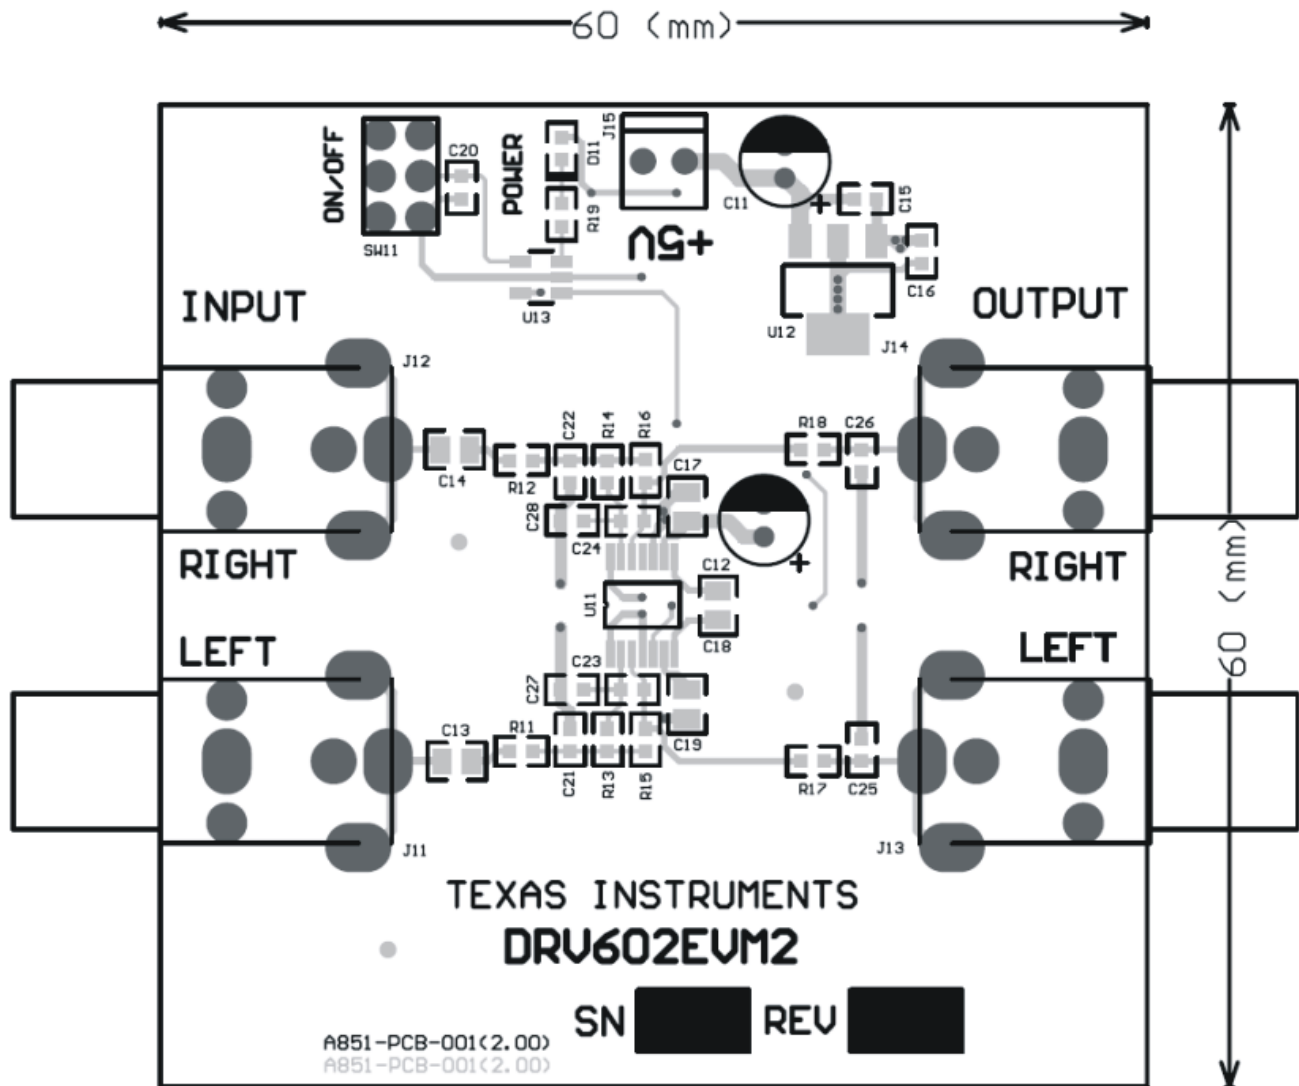 60 (mm)
ON/OFF
C20
SW11
POWER
D11
R19
J15
+5V
C11
+
C15
C16
U12
U13
INPUT
OUTPUT
J12
J14
C14
R12
C22
R14
R16
C17
R18
C26
C28
C24
+
60 (mm)
RIGHT
RIGHT
U11
C12
C18
LEFT
LEFT
C23
C27
C13
R11
C21
R13
R15
C19
R17
C25
J11
J13
TEXAS INSTRUMENTS
DRV602EVM2
SN
REV
A851-PCB-001(2.00)
A851-PCB-001(2.00)